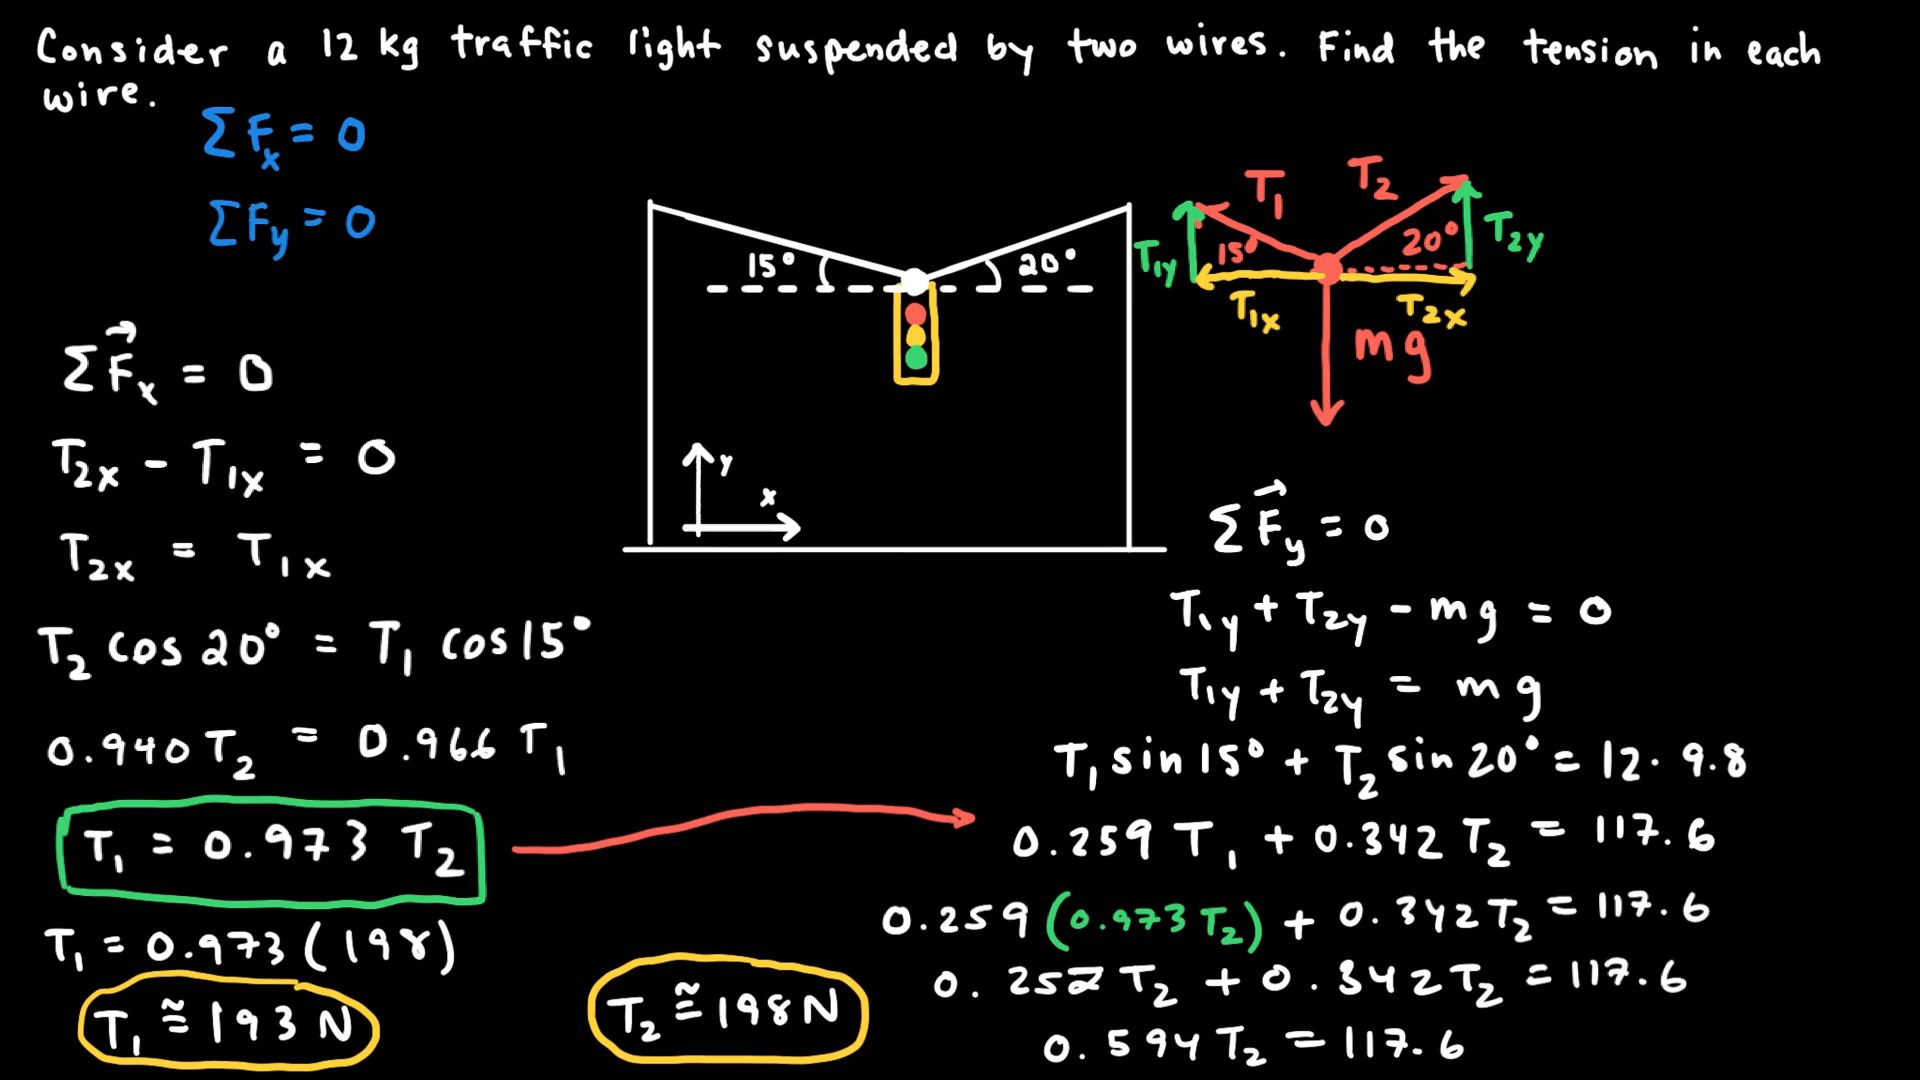 Consider a 12 kg traffic light suspended by two wires. Find the tension in each
wire.
ΣFx = 0
ΣFy = 0
15°
20°
y
x
T1
T2
T1y
15°
20°
T2y
T1x
T2x
mg
ΣF⃗x = 0
T2x - T1x = 0
T2x = T1x
T2 cos 20° = T1 cos 15°
0.940 T2 = 0.966 T1
T1 = 0.973 T2
T1 = 0.973 (198)
T1 ≅ 193 N
T2 ≅ 198 N
ΣF⃗y = 0
T1y + T2y - mg = 0
T1y + T2y = mg
T1 sin 15° + T2 sin 20° = 12 · 9.8
0.259 T1 + 0.342 T2 = 117.6
0.259 (0.973 T2) + 0.342 T2 = 117.6
0.252 T2 + 0.342 T2 = 117.6
0.594 T2 = 117.6